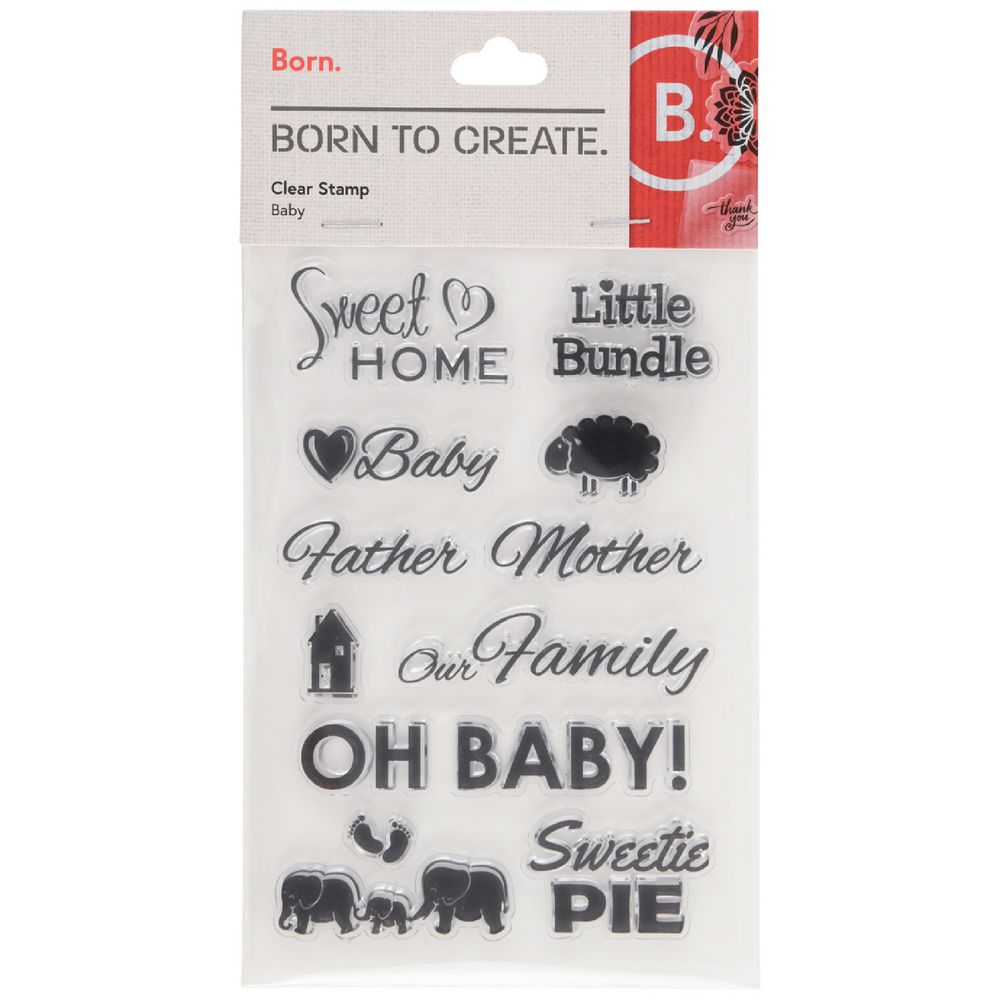 Born.
B.
BORN TO CREATE.
Clear Stamp
Baby
thank
you
Sweet
HOME
Little
Bundle
Baby
Father
Mother
Our Family
OH BABY!
Sweetie
PIE